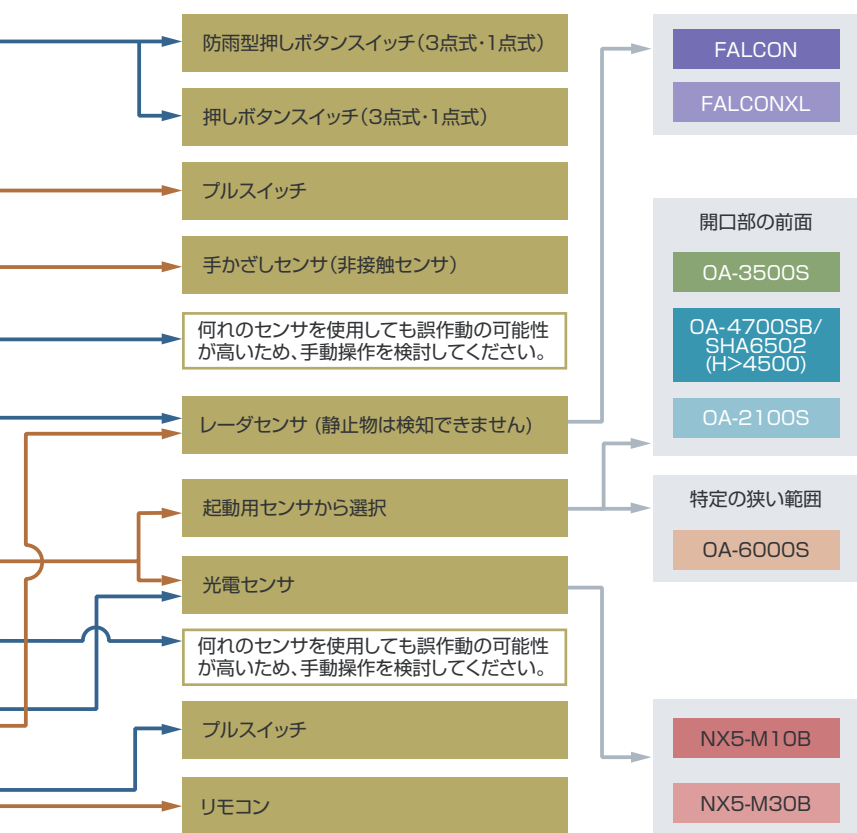 防雨型押しボタンスイッチ(3点式・1点式)
押しボタンスイッチ(3点式・1点式)
プルスイッチ
手かざしセンサ(非接触センサ)
何れのセンサを使用しても誤作動の可能性
が高いため、手動操作を検討してください。
レーダセンサ (静止物は検知できません)
起動用センサから選択
光電センサ
何れのセンサを使用しても誤作動の可能性
が高いため、手動操作を検討してください。
プルスイッチ
リモコン
FALCON
FALCONXL
開口部の前面
OA-3500S
OA-4700SB/
SHA6502
(H>4500)
OA-2100S
特定の狭い範囲
OA-6000S
NX5-M10B
NX5-M30B